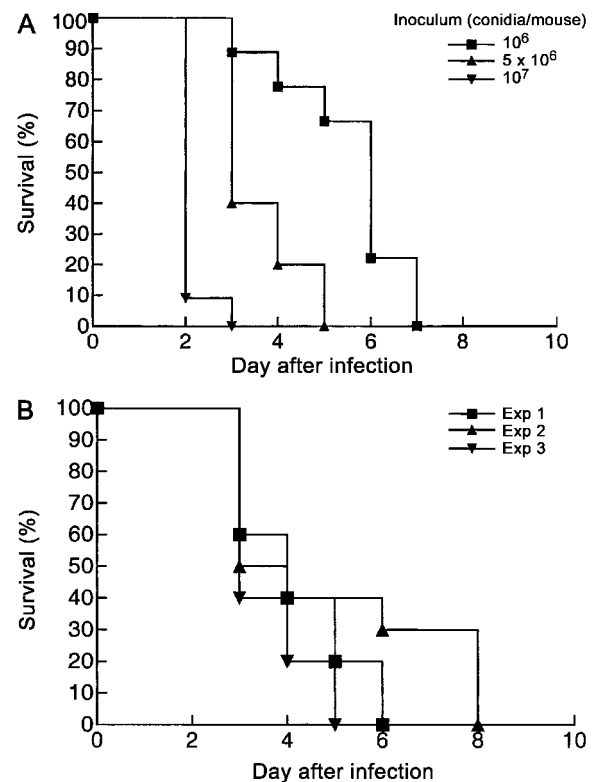 A
Inoculum (conidia/mouse)
10⁶
5 x 10⁶
10⁷
Survival (%)
100
90
80
70
60
50
40
30
20
10
0
0 2 4 6 8 10
Day after infection
B
Exp 1
Exp 2
Exp 3
Survival (%)
100
90
80
70
60
50
40
30
20
10
0
0 2 4 6 8 10
Day after infection